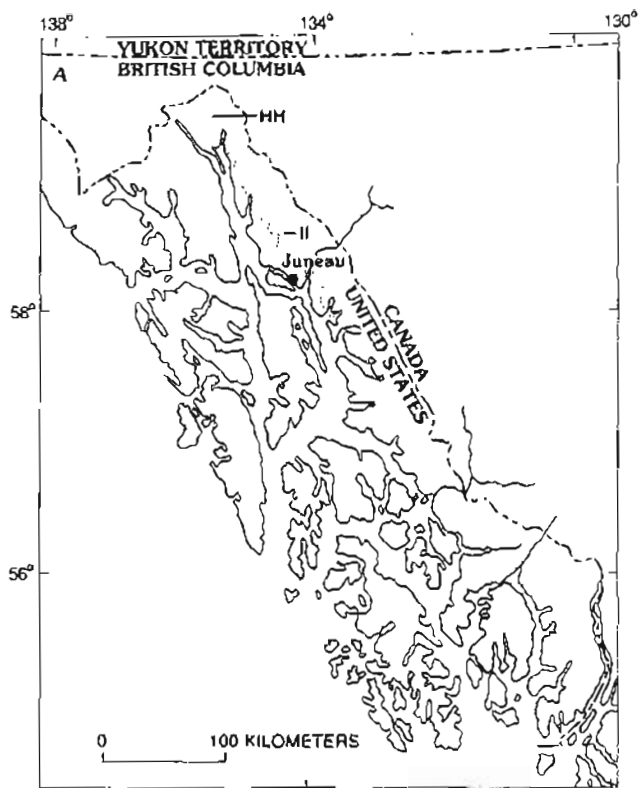 138° 134° 130°
YUKON TERRITORY
A BRITISH COLUMBIA
HH
II
Juneau
58°
CANADA
UNITED STATES
56°
0 100 KILOMETERS